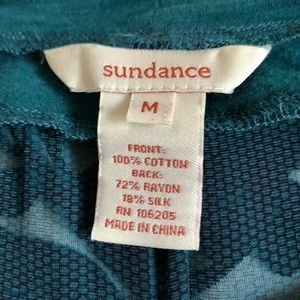 sundance
M
FRONT:
100% COTTON
BACK:
72% RAYON
18% SILK
RN 106205
MADE IN CHINA